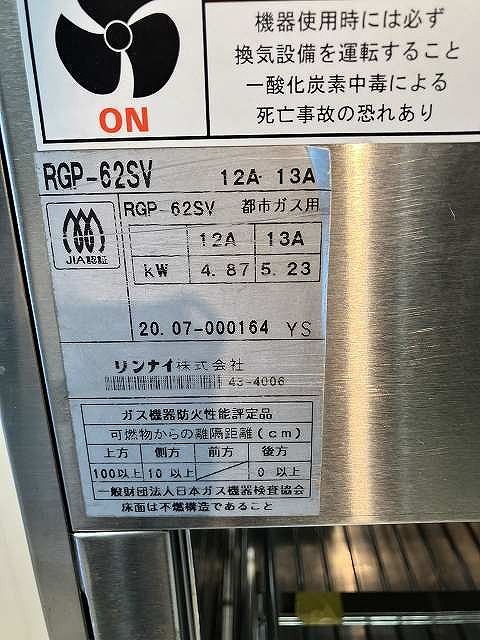 機器使用時には必ず
換気設備を運転すること
一酸化炭素中毒による
死亡事故の恐れあり
ON
RGP-62SV 12A 13A
RGP-62SV 都市ガス用
JIA認証
12A 13A
kW 4.87 5.23
20.07-000164 YS
リンナイ株式会社
43-4006
ガス機器防火性能評定品
可燃物からの離隔距離(cm)
上方 側方 前方 後方
100以上 10以上 0以上
一般財団法人日本ガス機器検査協会
床面は不燃構造であること